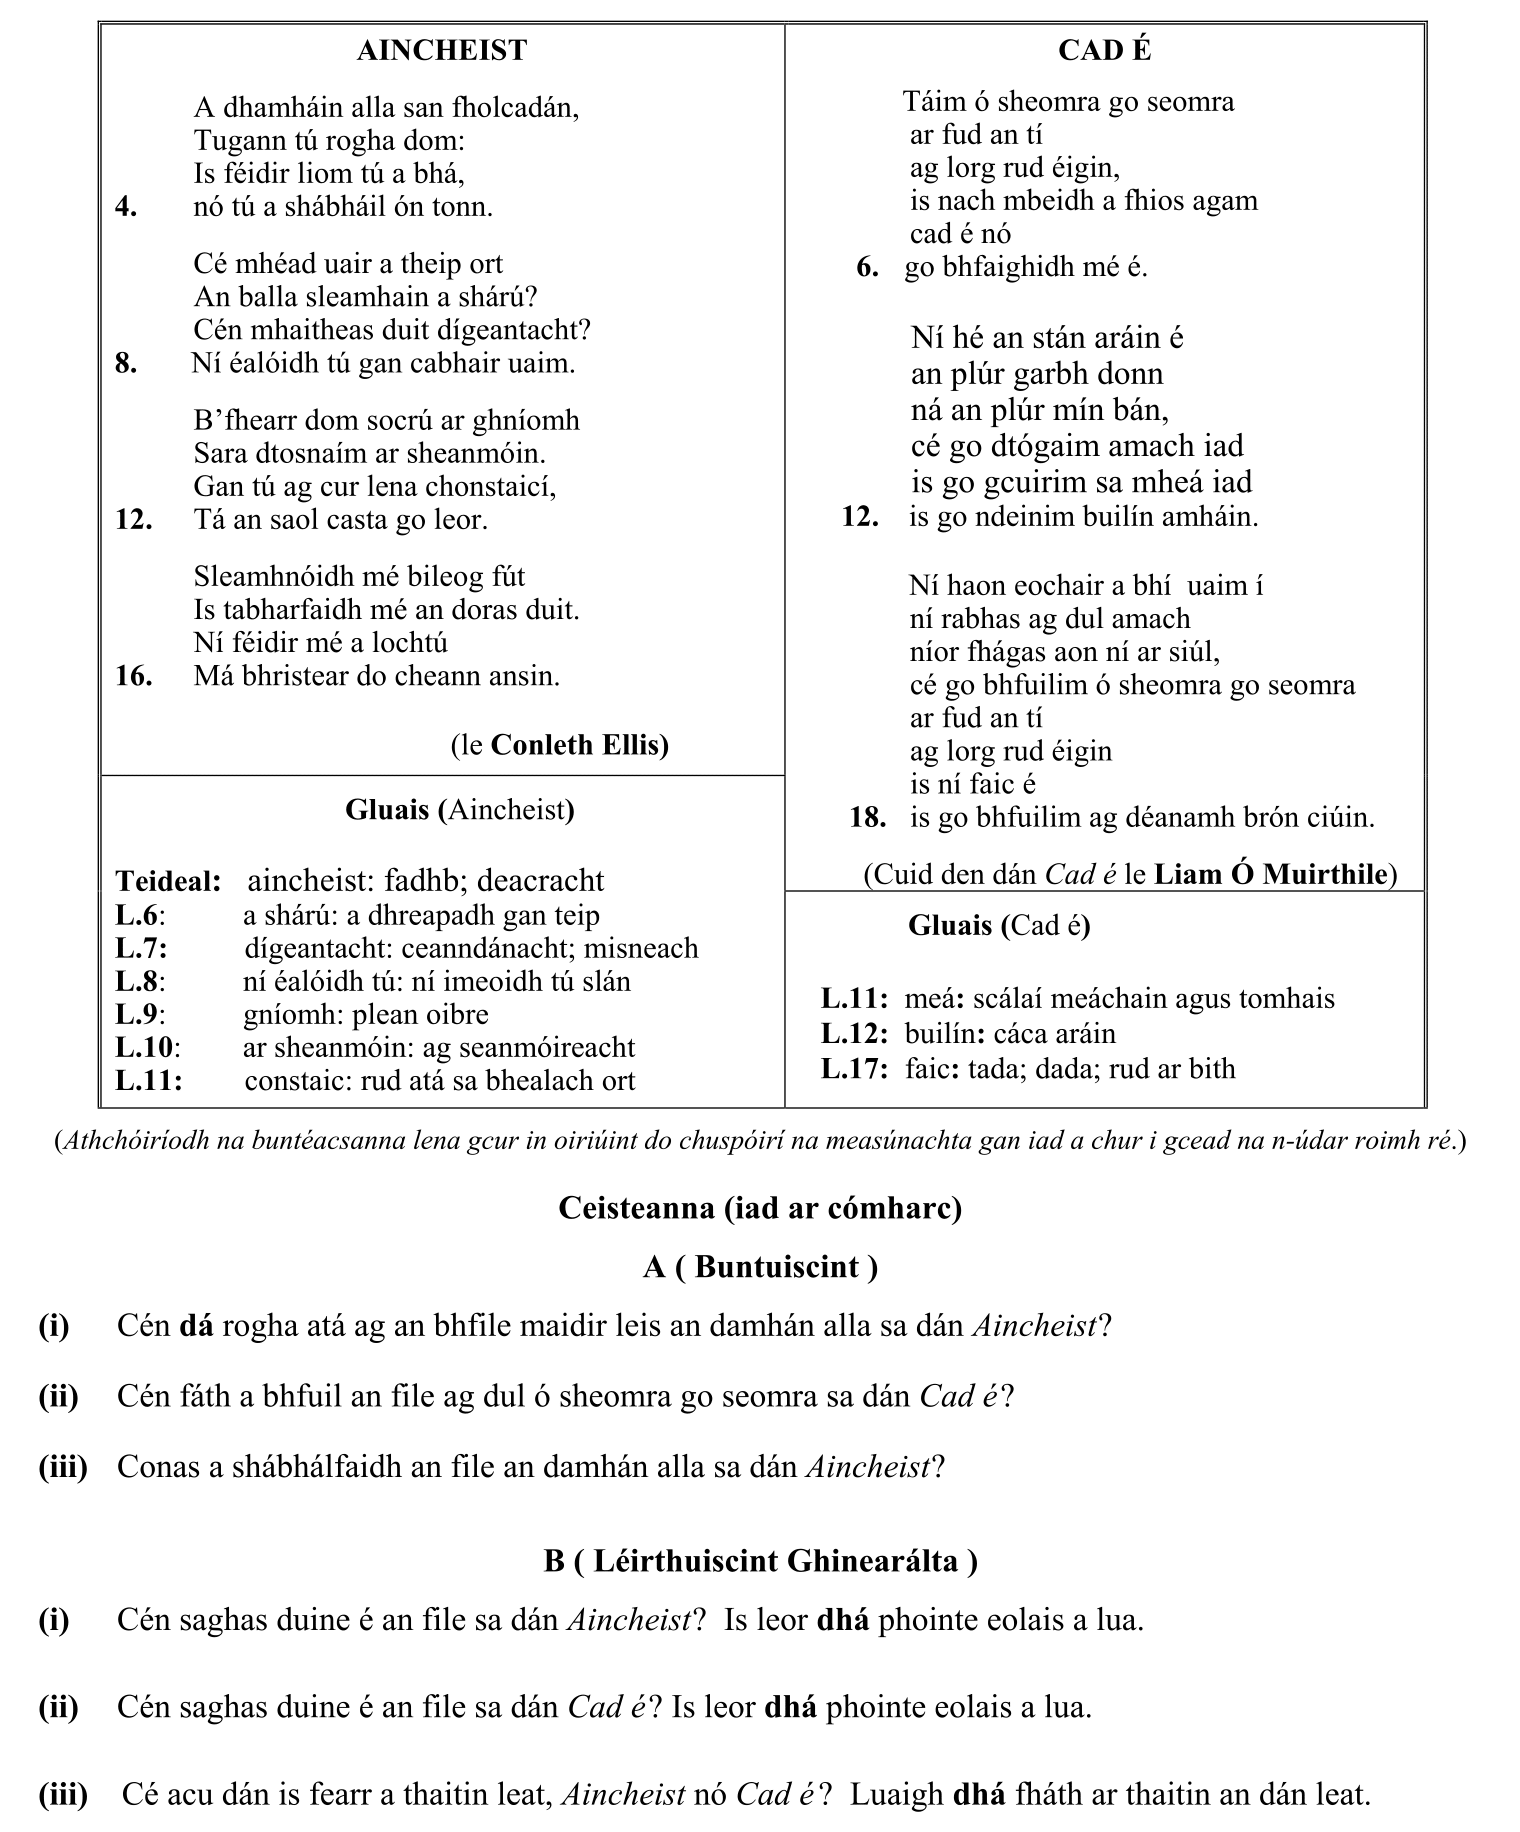 AINCHEIST
A dhamháin alla san fholcadán,
Tugann tú rogha dom:
Is féidir liom tú a bhá,
4. nó tú a shábháil ón tonn.
Cé mhéad uair a theip ort
An balla sleamhain a shárú?
Cén mhaitheas duit dígeantacht?
8. Ní éalóidh tú gan cabhair uaim.
B’fhearr dom socrú ar ghníomh
Sara dtosnaím ar sheanmóin.
Gan tú ag cur lena chonstaicí,
12. Tá an saol casta go leor.
Sleamhnóidh mé bileog fút
Is tabharfaidh mé an doras duit.
Ní féidir mé a lochtú
16. Má bhristear do cheann ansin.
(le Conleth Ellis)
Gluais (Aincheist)
Teideal: aincheist: fadhb; deacracht
L.6: a shárú: a dhreapadh gan teip
L.7: dígeantacht: ceanndánacht; misneach
L.8: ní éalóidh tú: ní imeoidh tú slán
L.9: gníomh: plean oibre
L.10: ar sheanmóin: ag seanmóireacht
L.11: constaic: rud atá sa bhealach ort
CAD É
Táim ó sheomra go seomra
ar fud an tí
ag lorg rud éigin,
is nach mbeidh a fhios agam
cad é nó
6. go bhfaighidh mé é.
Ní hé an stán aráin é
an plúr garbh donn
ná an plúr mín bán,
cé go dtógaim amach iad
is go gcuirim sa mheá iad
12. is go ndeinim builín amháin.
Ní haon eochair a bhí uaim í
ní rabhas ag dul amach
níor fhágas aon ní ar siúl,
cé go bhfuilim ó sheomra go seomra
ar fud an tí
ag lorg rud éigin
is ní faic é
18. is go bhfuilim ag déanamh brón ciúin.
(Cuid den dán Cad é le Liam Ó Muirthile)
Gluais (Cad é)
L.11: meá: scálaí meáchain agus tomhais
L.12: builín: cáca aráin
L.17: faic: tada; dada; rud ar bith
(Athchóiríodh na buntéacsanna lena gcur in oiriúint do chuspóirí na measúnachta gan iad a chur i gcead na n-údar roimh ré.)
Ceisteanna (iad ar cómharc)
A ( Buntuiscint )
(i) Cén dá rogha atá ag an bhfile maidir leis an damhán alla sa dán Aincheist?
(ii) Cén fáth a bhfuil an file ag dul ó sheomra go seomra sa dán Cad é?
(iii) Conas a shábhálfaidh an file an damhán alla sa dán Aincheist?
B ( Léirthuiscint Ghinearálta )
(i) Cén saghas duine é an file sa dán Aincheist? Is leor dhá phointe eolais a lua.
(ii) Cén saghas duine é an file sa dán Cad é? Is leor dhá phointe eolais a lua.
(iii) Cé acu dán is fearr a thaitin leat, Aincheist nó Cad é? Luaigh dhá fháth ar thaitin an dán leat.